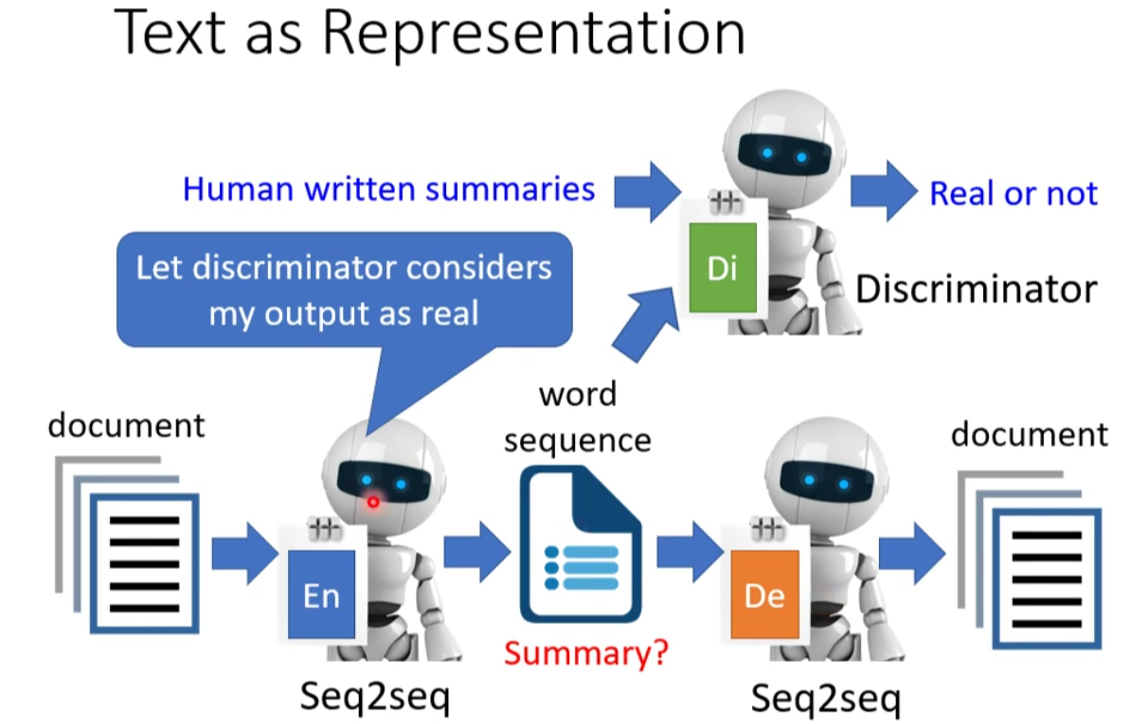 Text as Representation
Human written summaries
Real or not
Let discriminator considers
my output as real
Di
Discriminator
word
sequence
document
document
En
De
Summary?
Seq2seq
Seq2seq